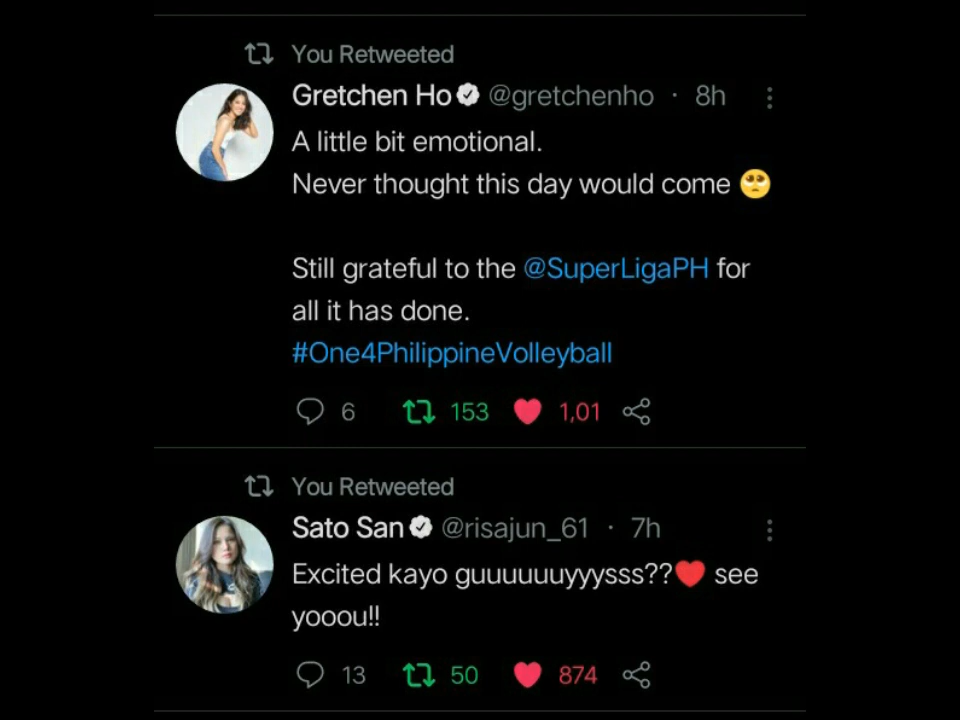 You Retweeted
Gretchen Ho @gretchenho · 8h
A little bit emotional.
Never thought this day would come 🥺
Still grateful to the @SuperLigaPH for
all it has done.
#One4PhilippineVolleyball
6 153 1,01
You Retweeted
Sato San @risajun_61 · 7h
Excited kayo guuuuuuyyysss??❤️ see
yooou!!
13 50 874